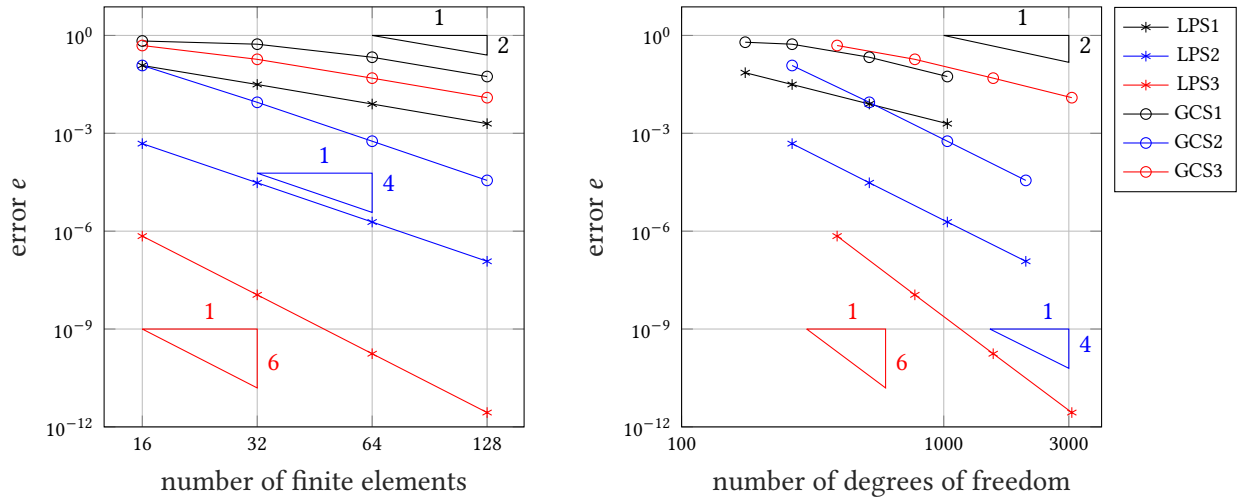 error e
10^0
10^−3
10^−6
10^−9
10^−12
16
32
64
128
number of finite elements
1
2
1
4
1
6
error e
10^0
10^−3
10^−6
10^−9
10^−12
100
1000
3000
number of degrees of freedom
1
2
1
6
1
4
LPS1
LPS2
LPS3
GCS1
GCS2
GCS3